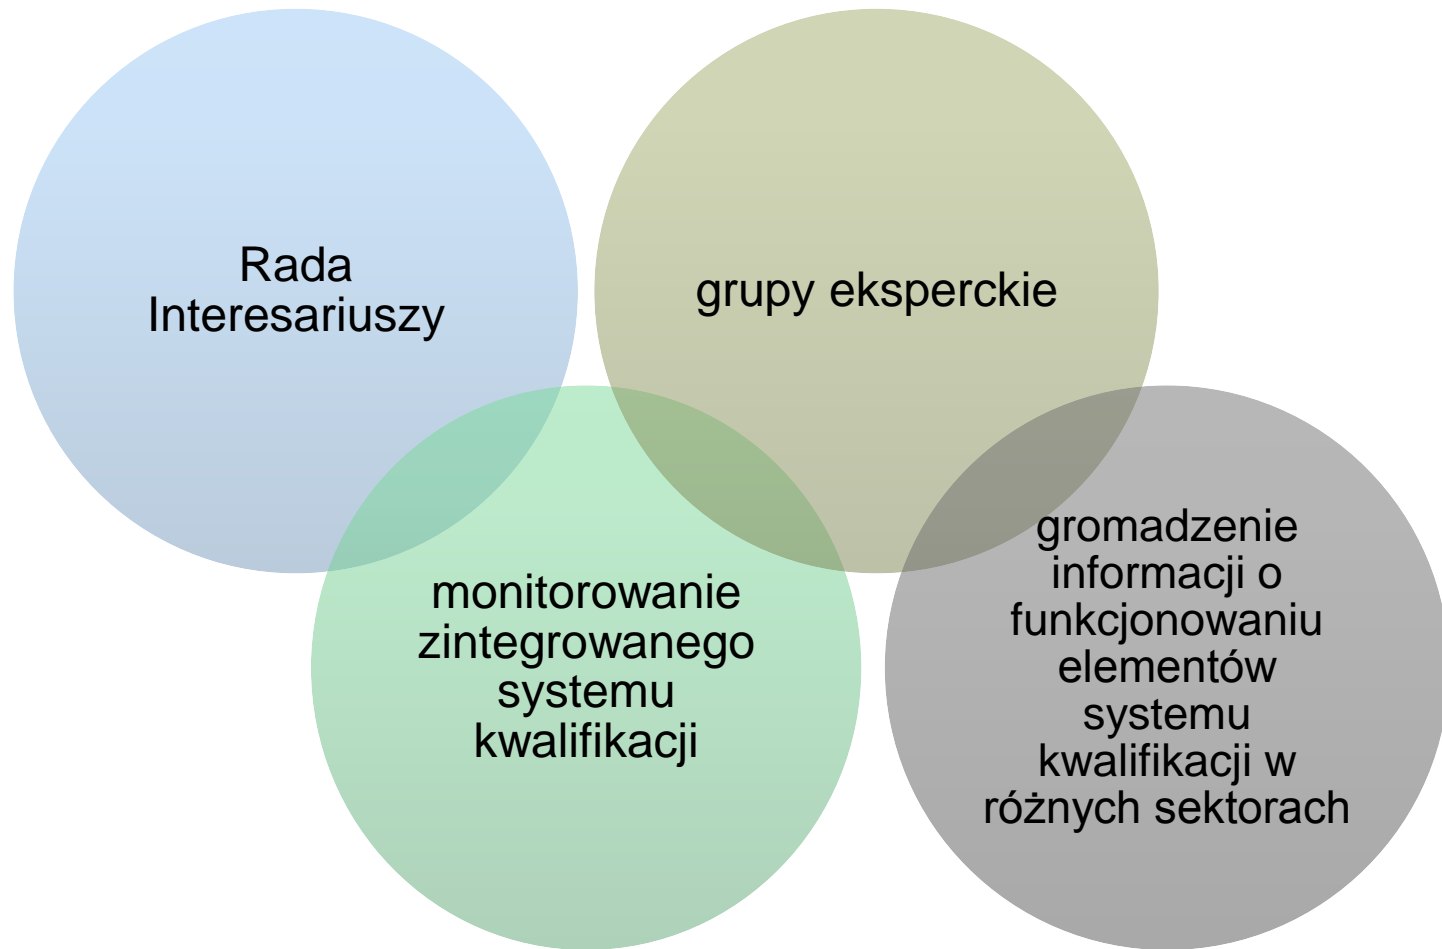 Rada
Interesariuszy
grupy eksperckie
monitorowanie
zintegrowanego
systemu
kwalifikacji
gromadzenie
informacji o
funkcjonowaniu
elementów
systemu
kwalifikacji w
różnych sektorach